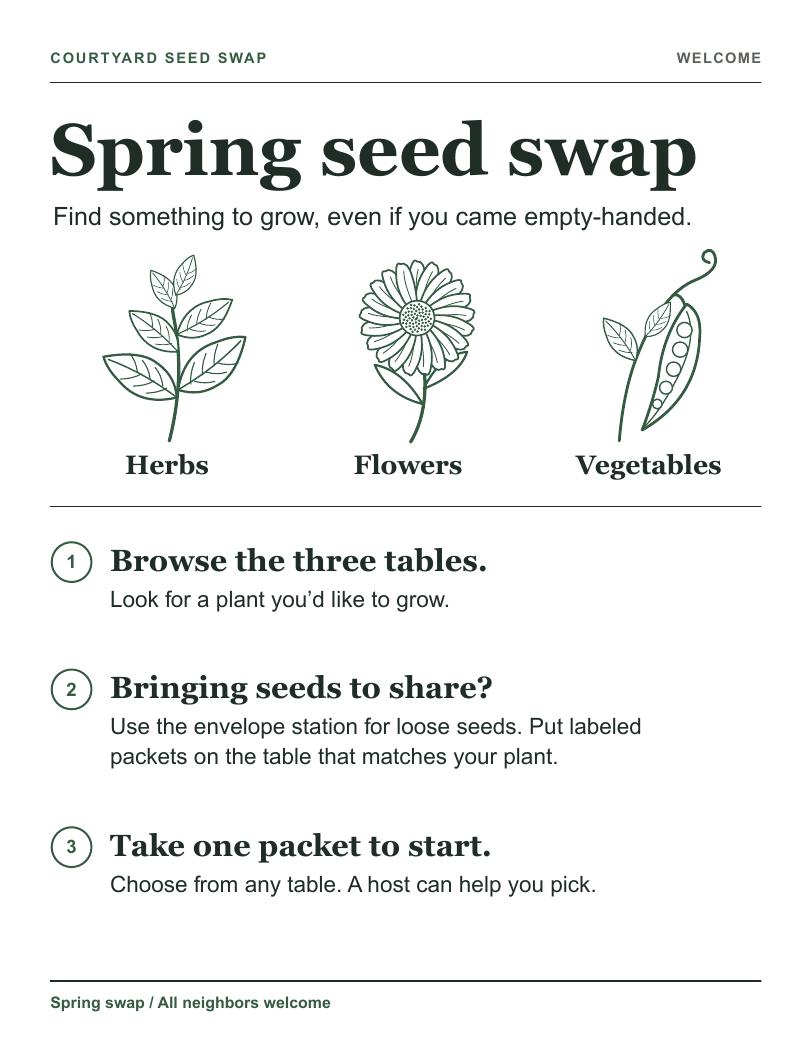 COURTYARD SEED SWAP
WELCOME
Spring seed swap
Find something to grow, even if you came empty-handed.
Herbs
Flowers
Vegetables
1
Browse the three tables.
Look for a plant you’d like to grow.
2
Bringing seeds to share?
Use the envelope station for loose seeds. Put labeled
packets on the table that matches your plant.
3
Take one packet to start.
Choose from any table. A host can help you pick.
Spring swap / All neighbors welcome